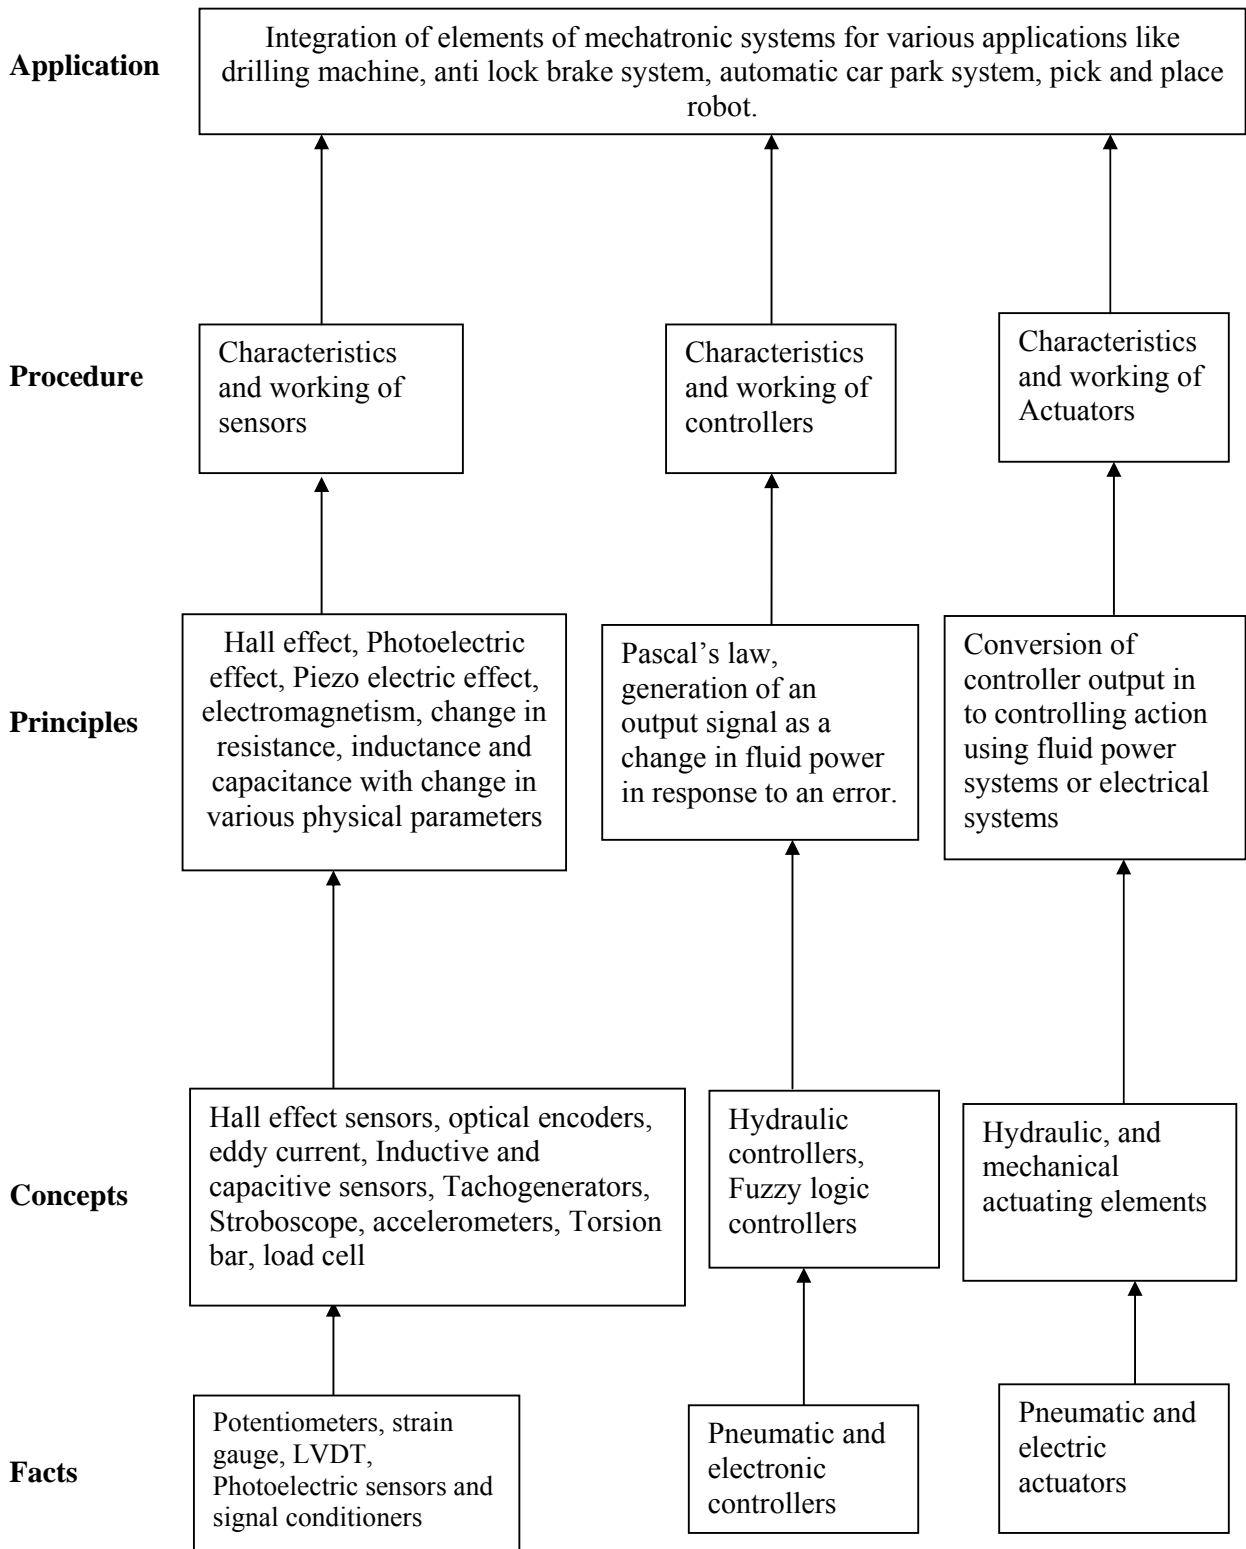 Application
Integration of elements of mechatronic systems for various applications like
drilling machine, anti lock brake system, automatic car park system, pick and place
robot.
Procedure
Characteristics
and working of
sensors
Characteristics
and working of
controllers
Characteristics
and working of
Actuators
Principles
Hall effect, Photoelectric
effect, Piezo electric effect,
electromagnetism, change in
resistance, inductance and
capacitance with change in
various physical parameters
Pascal’s law,
generation of an
output signal as a
change in fluid power
in response to an error.
Conversion of
controller output in
to controlling action
using fluid power
systems or electrical
systems
Concepts
Hall effect sensors, optical encoders,
eddy current, Inductive and
capacitive sensors, Tachogenerators,
Stroboscope, accelerometers, Torsion
bar, load cell
Hydraulic
controllers,
Fuzzy logic
controllers
Hydraulic, and
mechanical
actuating elements
Facts
Potentiometers, strain
gauge, LVDT,
Photoelectric sensors and
signal conditioners
Pneumatic and
electronic
controllers
Pneumatic and
electric
actuators